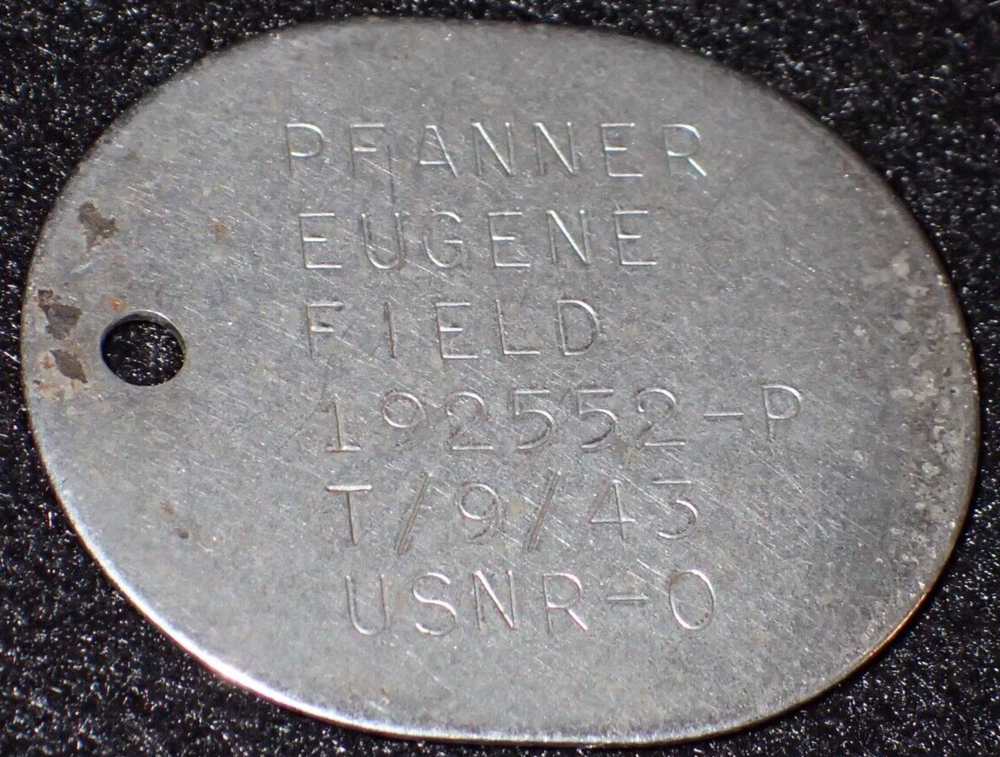 PFANNER
EUGENE
FIELD
192552-P
T/9/43
USNR-O